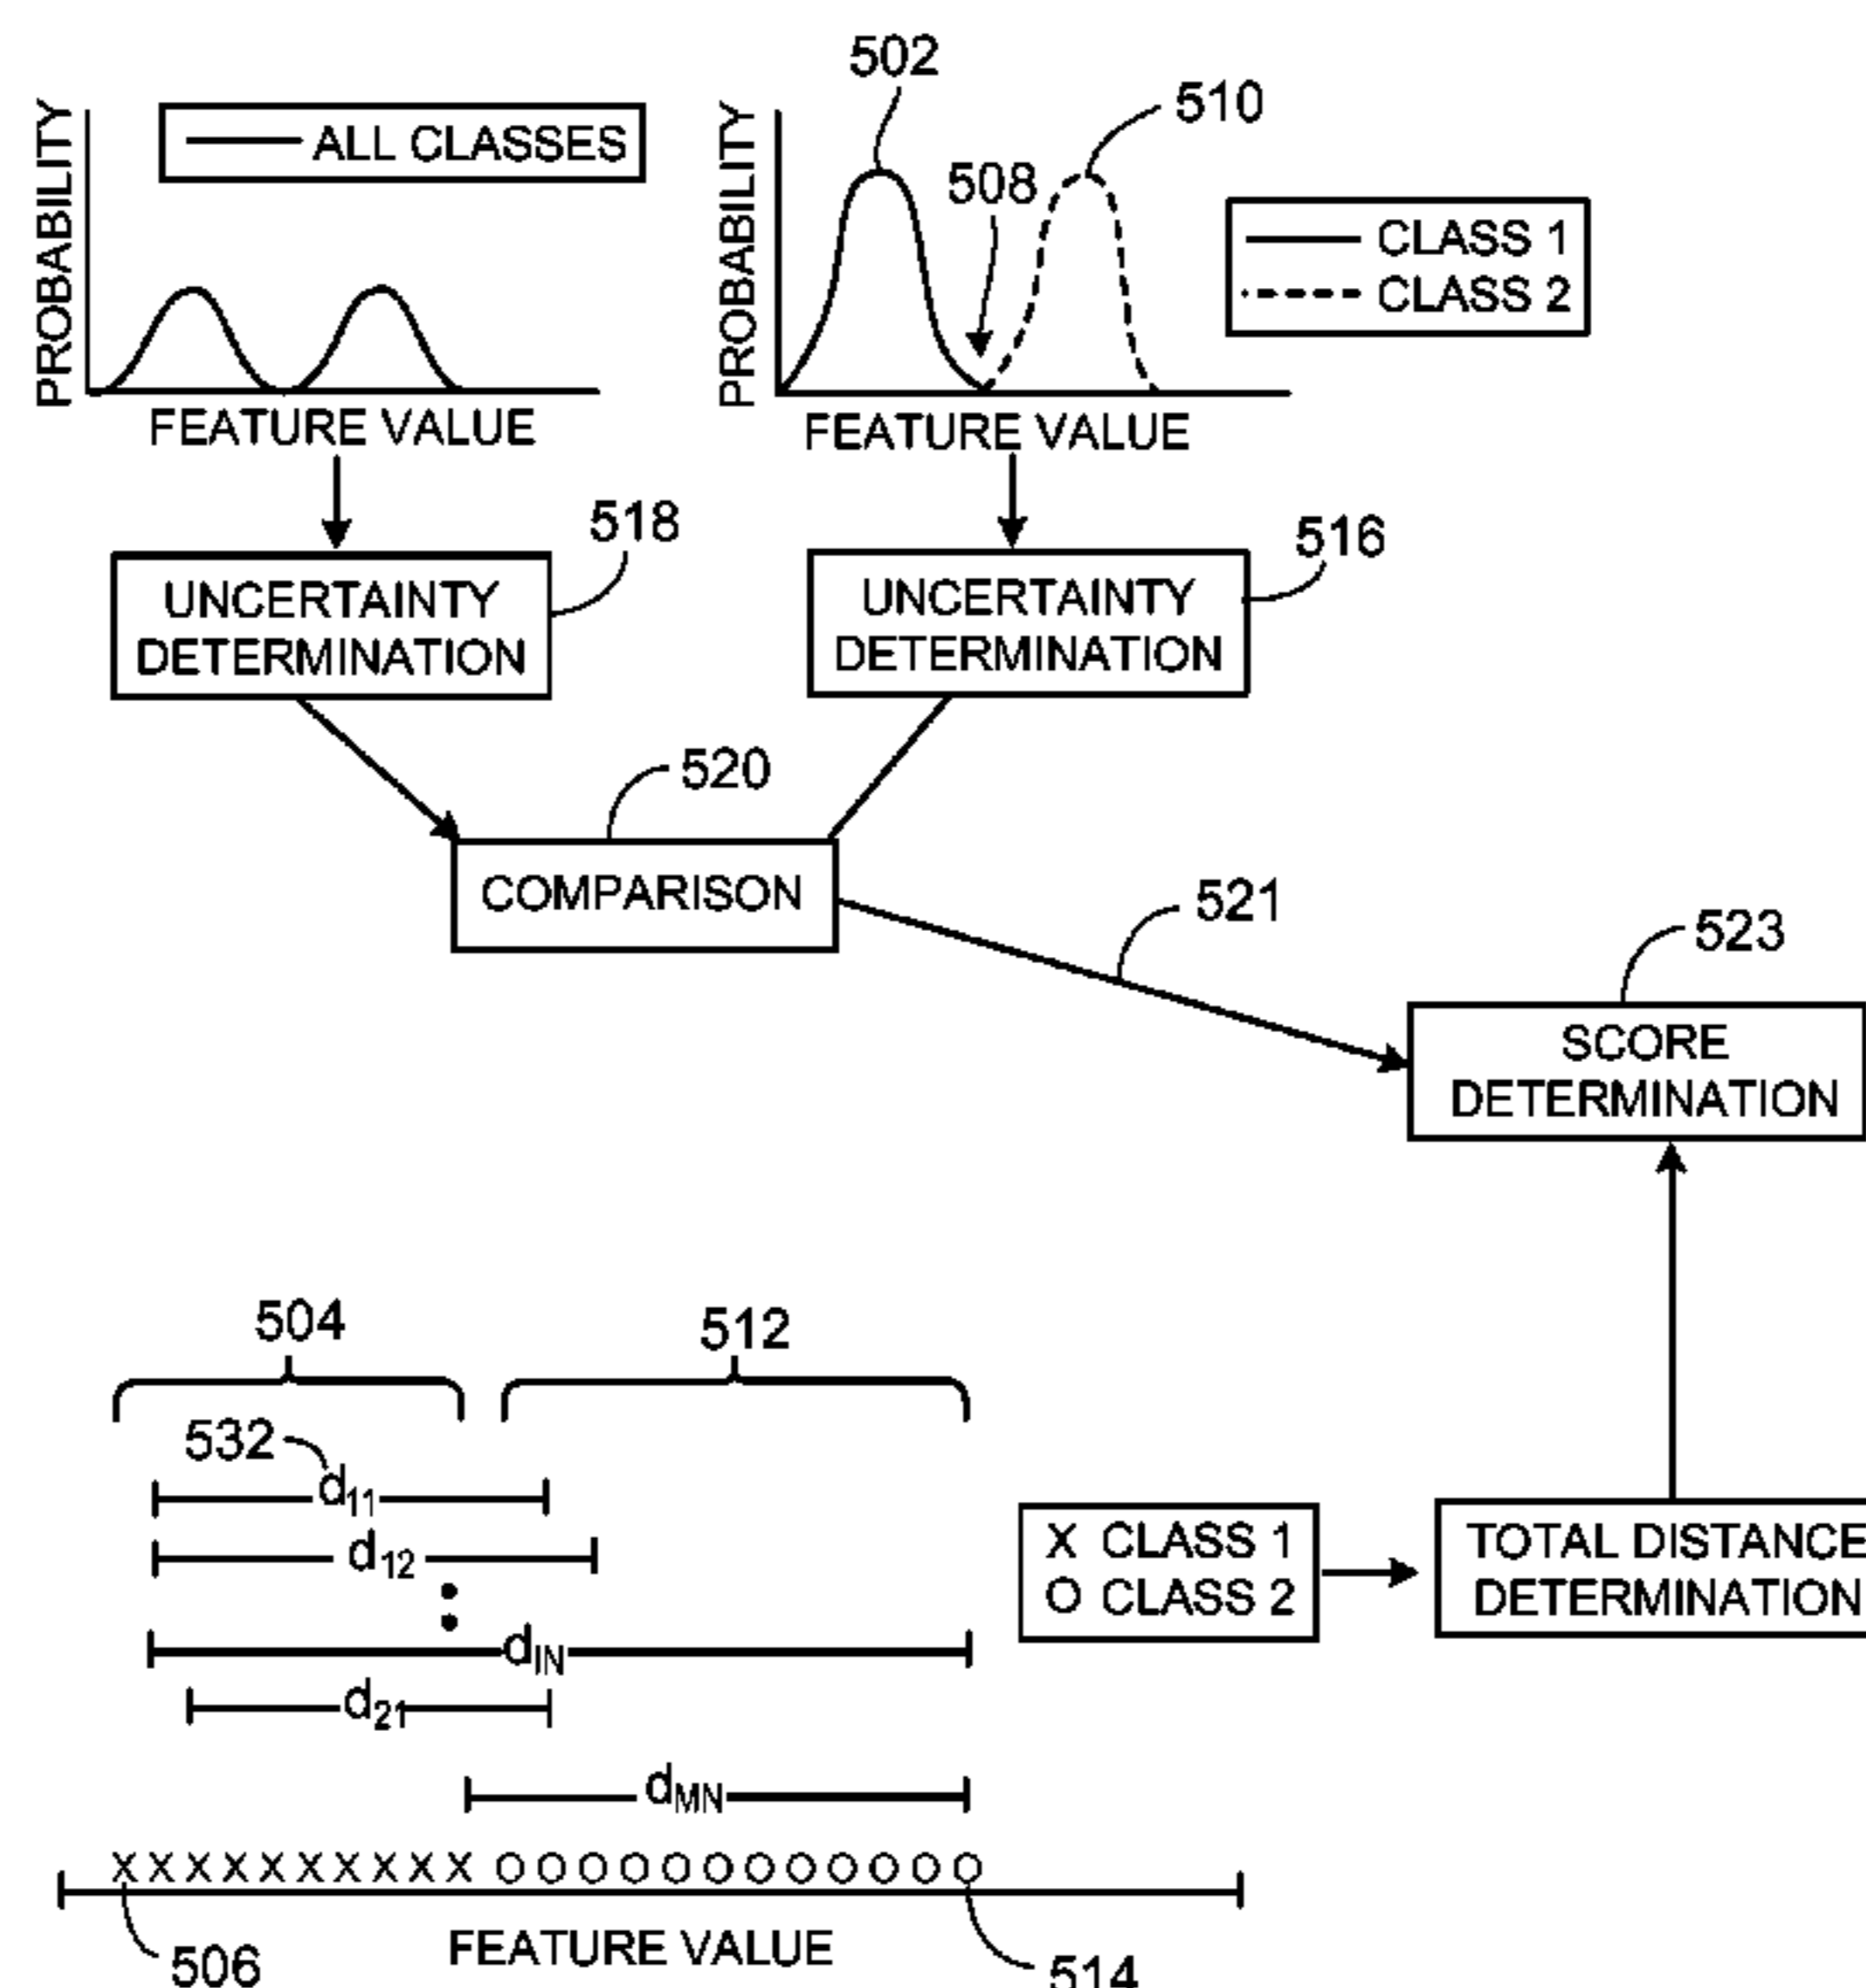 502
510
PROBABILITY
ALL CLASSES
PROBABILITY
508
CLASS 1
CLASS 2
FEATURE VALUE
FEATURE VALUE
518
516
UNCERTAINTY
DETERMINATION
UNCERTAINTY
DETERMINATION
520
COMPARISON
521
523
SCORE
DETERMINATION
504
512
532
d11
d12
dIN
d21
dMN
X CLASS 1
O CLASS 2
TOTAL DISTANCE
DETERMINATION
X X X X X X X X X X O O O O O O O O O O O O
506
FEATURE VALUE
514